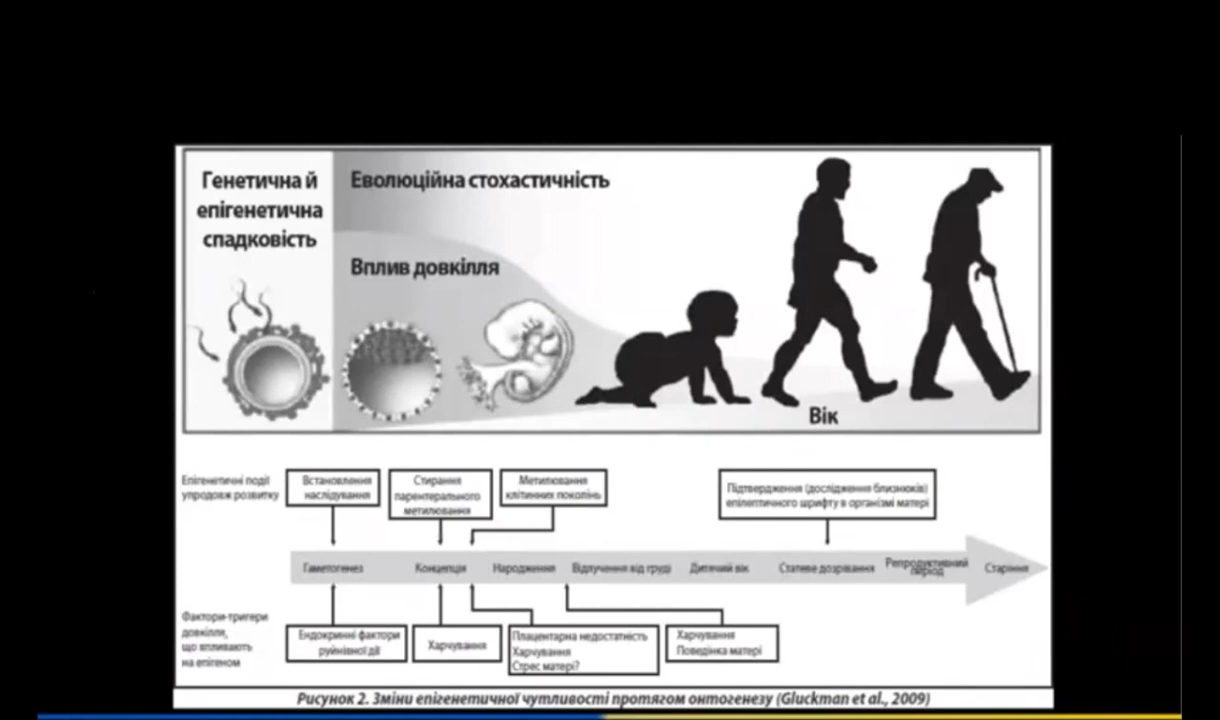 Генетична й
епігенетична
спадковість
Еволюційна стохастичність
Вплив довкілля
Вік
Епігенетичні події
упродовж розвитку
Встановлення
наслідування
Стирання
парентерального
метилювання
Метилювання
клітинних поколінь
Підтвердження (дослідження близнюків)
епілептичного шрифту в організмі матері
Гаметогенез
Концепція
Народження
Відлучення від груді
Дитячий вік
Статеве дозрівання
Репродуктивний
період
Старіння
Фактори-тригери
довкілля,
що впливають
на епігеном
Ендокринні фактори
руйнівної дії
Харчування
Плацентарна недостатність
Харчування
Стрес матері?
Харчування
Поведінка матері
Рисунок 2. Зміни епігенетичної чутливості протягом онтогенезу (Gluckman et al., 2009)